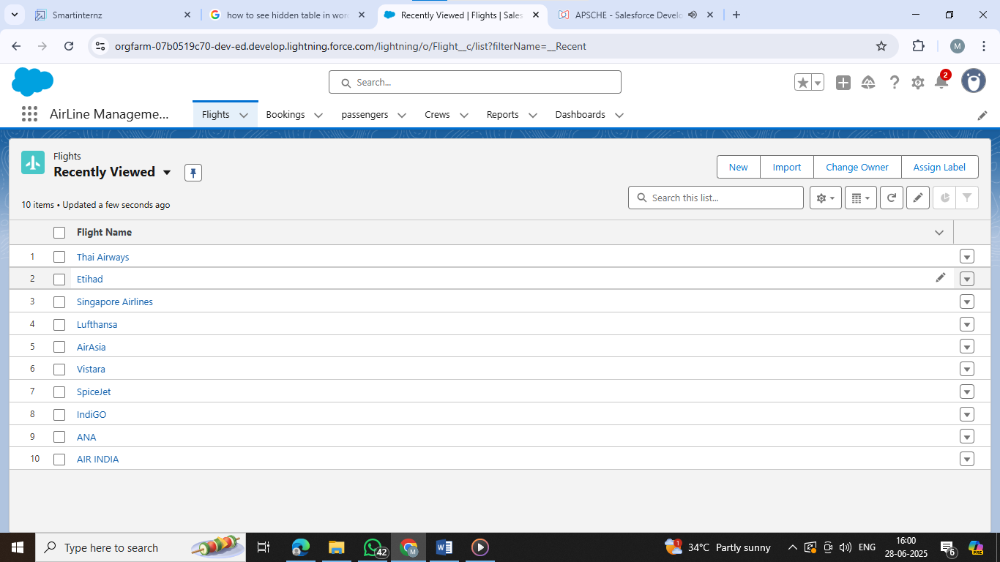 Smartinternz
how to see hidden table in wor
Recently Viewed | Flights | Sales
APSCHE - Salesforce Develo
orgfarm-07b0519c70-dev-ed.develop.lightning.force.com/lightning/o/Flight__c/list?filterName=__Recent
M
Search...
2
AirLine Manageme...
Flights
Bookings
passengers
Crews
Reports
Dashboards
Flights
Recently Viewed
New
Import
Change Owner
Assign Label
10 items • Updated a few seconds ago
Search this list...
Flight Name
1 Thai Airways
2 Etihad
3 Singapore Airlines
4 Lufthansa
5 AirAsia
6 Vistara
7 SpiceJet
8 IndiGO
9 ANA
10 AIR INDIA
Type here to search
42
M
W
1
34°C Partly sunny
ENG
16:00
28-06-2025
6
PRE